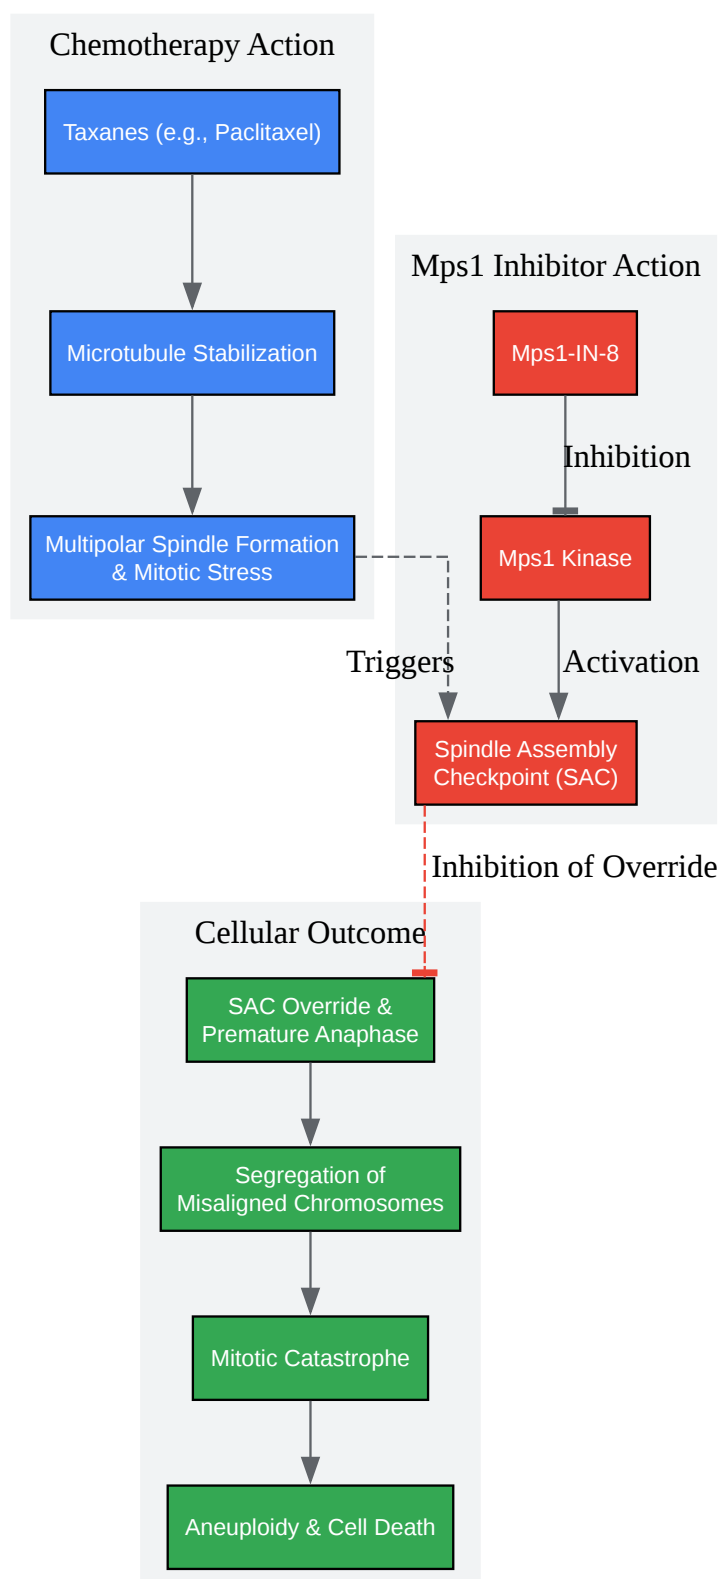 Chemotherapy Action
Taxanes (e.g., Paclitaxel)
Mps1 Inhibitor Action
Microtubule Stabilization
Mps1-IN-8
Inhibition
Multipolar Spindle Formation
& Mitotic Stress
Mps1 Kinase
Triggers
Activation
Spindle Assembly
Checkpoint (SAC)
Inhibition of Override
Cellular Outcome
SAC Override &
Premature Anaphase
Segregation of
Misaligned Chromosomes
Mitotic Catastrophe
Aneuploidy & Cell Death